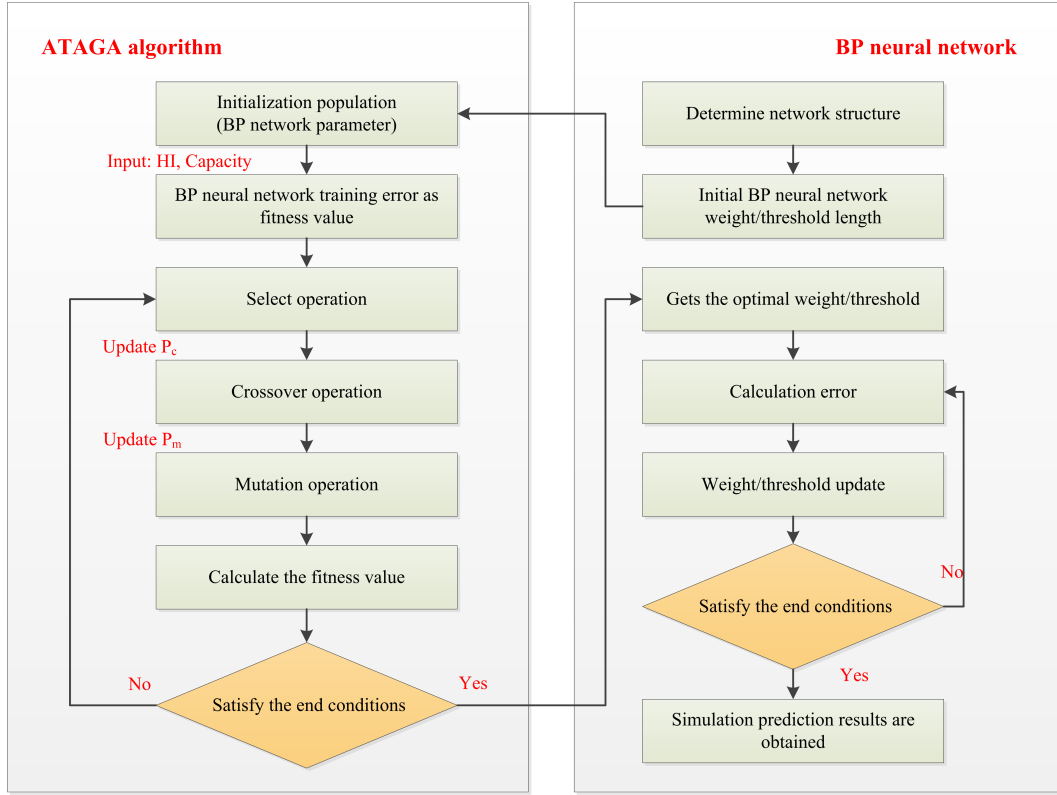 ATAGA algorithm
Initialization population
(BP network parameter)
Input: HI, Capacity
BP neural network training error as
fitness value
Select operation
Update Pc
Crossover operation
Update Pm
Mutation operation
Calculate the fitness value
Satisfy the end conditions
No
Yes
BP neural network
Determine network structure
Initial BP neural network
weight/threshold length
Gets the optimal weight/threshold
Calculation error
Weight/threshold update
Satisfy the end conditions
No
Yes
Simulation prediction results are
obtained